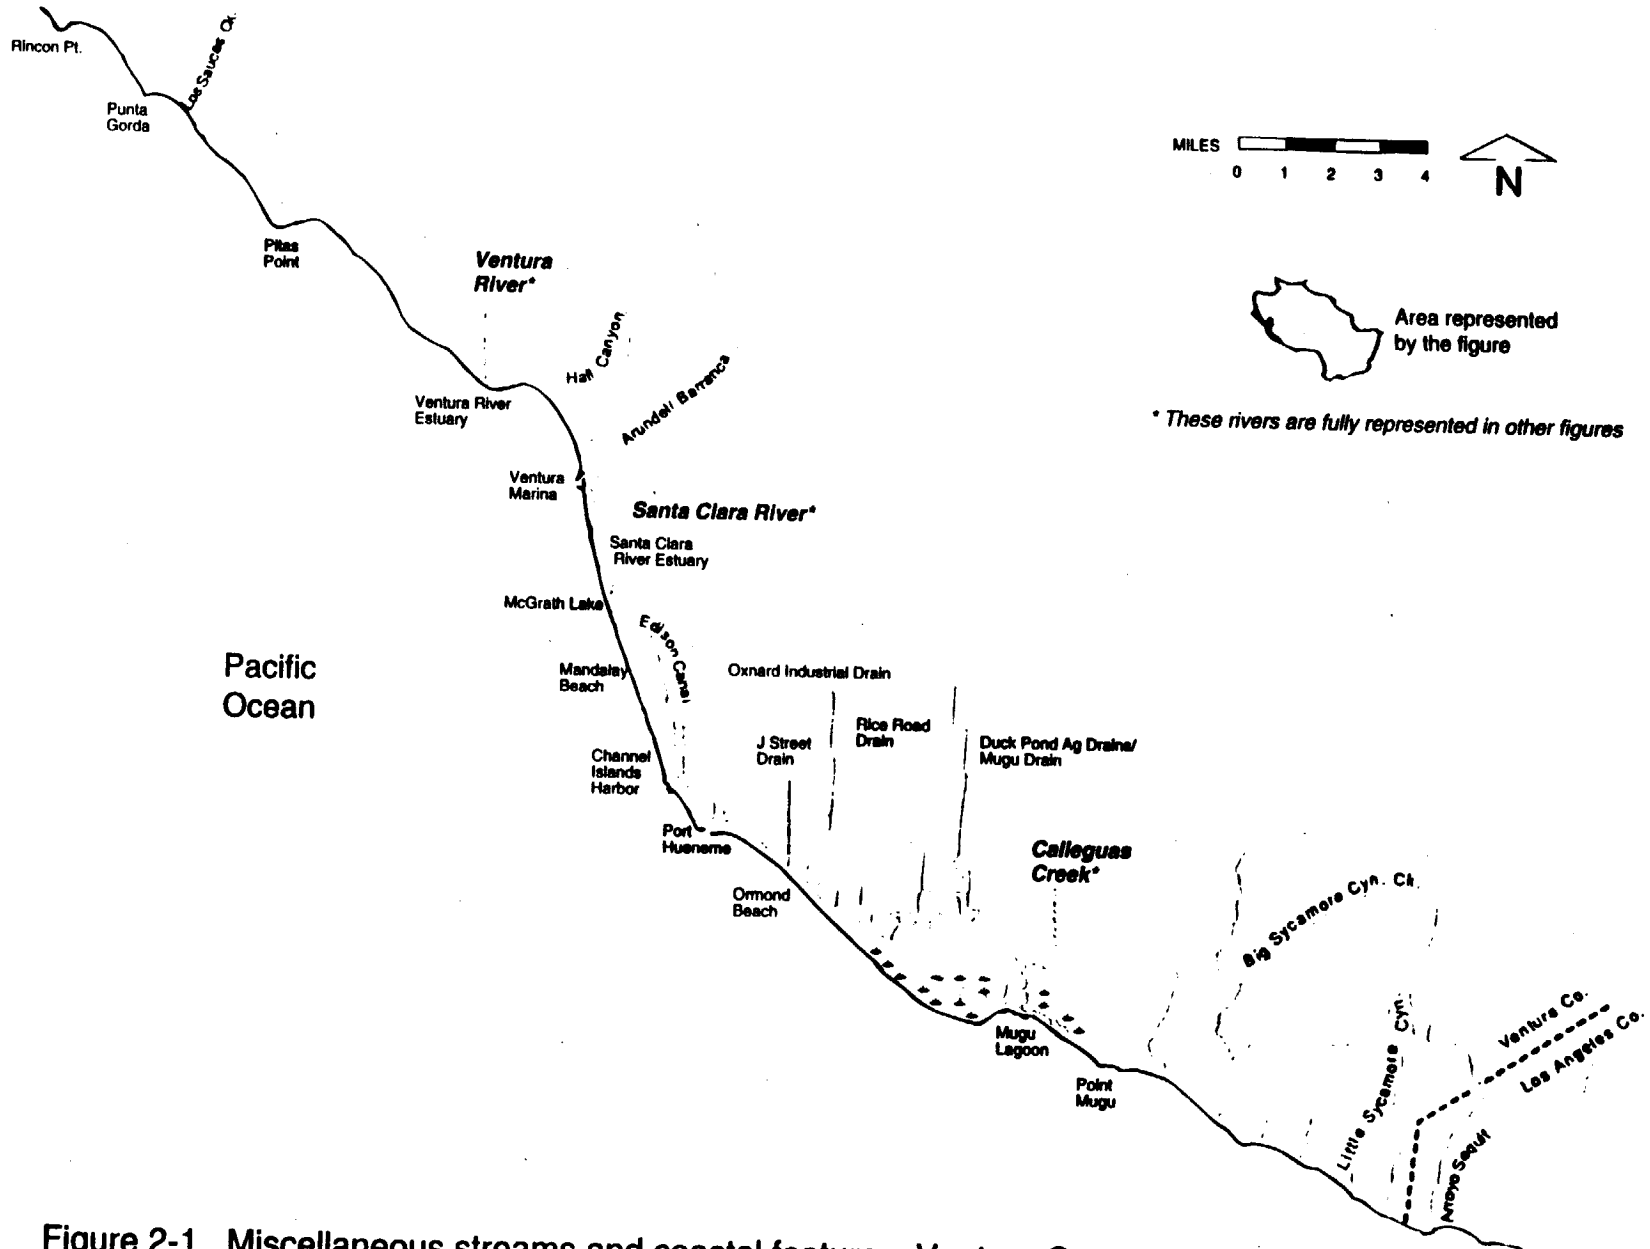 Rincon Pt.
Los Sauces Ck.
Punta
Gorda
MILES
0 1 2 3 4
N
Pitas
Point
Ventura
River*
Hall Canyon
Area represented
by the figure
Arundell Barranca
Ventura River
Estuary
* These rivers are fully represented in other figures
Ventura
Marina
Santa Clara River*
Santa Clara
River Estuary
McGrath Lake
Edison Canal
Pacific
Ocean
Mandalay
Beach
Oxnard Industrial Drain
Rice Road
Drain
J Street
Drain
Duck Pond Ag Drains/
Mugu Drain
Channel
Islands
Harbor
Port
Hueneme
Calleguas
Creek*
Ormond
Beach
Big Sycamore Cyn. Ck.
Mugu
Lagoon
Point
Mugu
Little Sycamore Cyn.
Ventura Co.
Los Angeles Co.
Arroyo Sequit
Figure 2-1 Miscellaneous streams and coastal features, Ventura